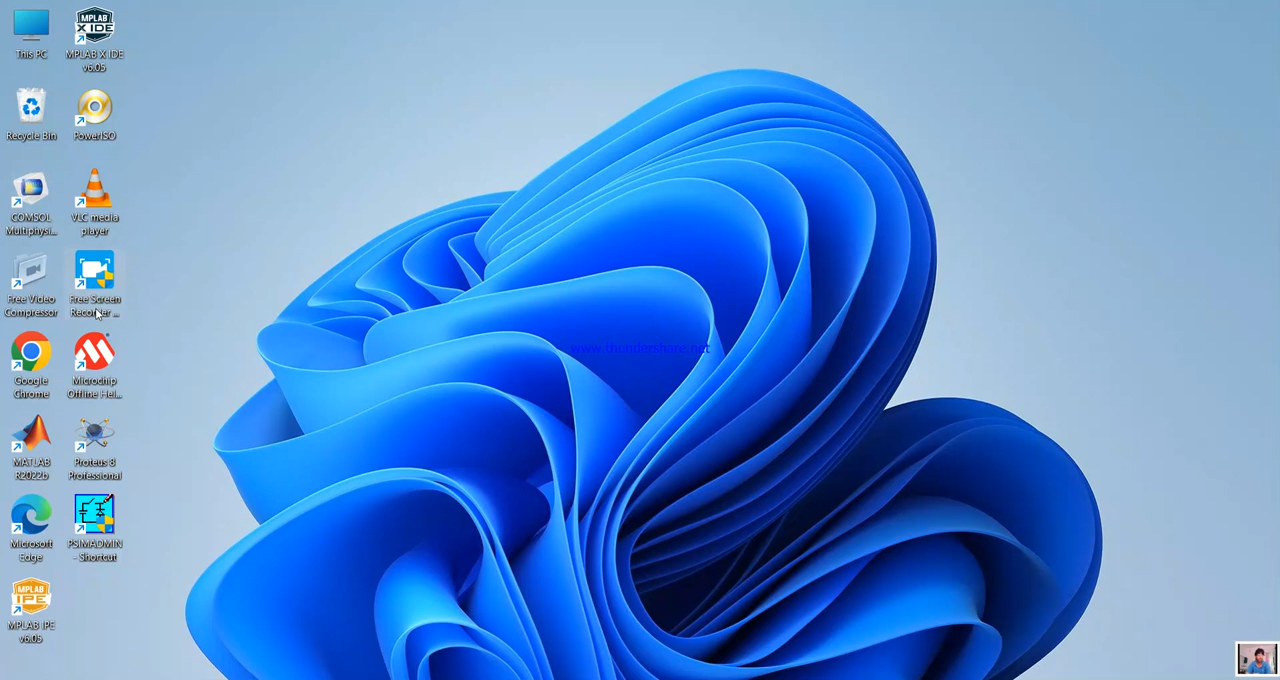 This PC
MPLAB X IDE
v6.05
MPLAB
X IDE
Recycle Bin
PowerISO
COMSOL
Multiphysi...
VLC media
player
Free Video
Compressor
Free Screen
Recorder ...
Google
Chrome
Microchip
Offline Hel...
MATLAB
R2022b
Proteus 8
Professional
Microsoft
Edge
PSIMADMIN
- Shortcut
MPLAB
IPE
MPLAB IPE
v6.05
www.thundershare.net